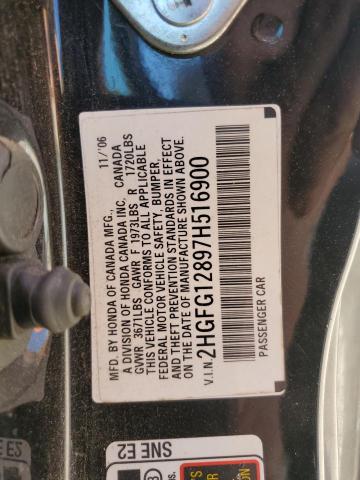 MFD. BY HONDA OF CANADA MFG. 11/'06
A DIVISION OF HONDA CANADA INC. CANADA
GVWR 3671LBS GAWR F 1973LBS R 1720LBS
THIS VEHICLE CONFORMS TO ALL APPLICABLE
FEDERAL MOTOR VEHICLE SAFETY, BUMPER,
AND THEFT PREVENTION STANDARDS IN EFFECT
ON THE DATE OF MANUFACTURE SHOWN ABOVE.
V.I.N. 2HGFG12897H516900
PASSENGER CAR
SNE E2